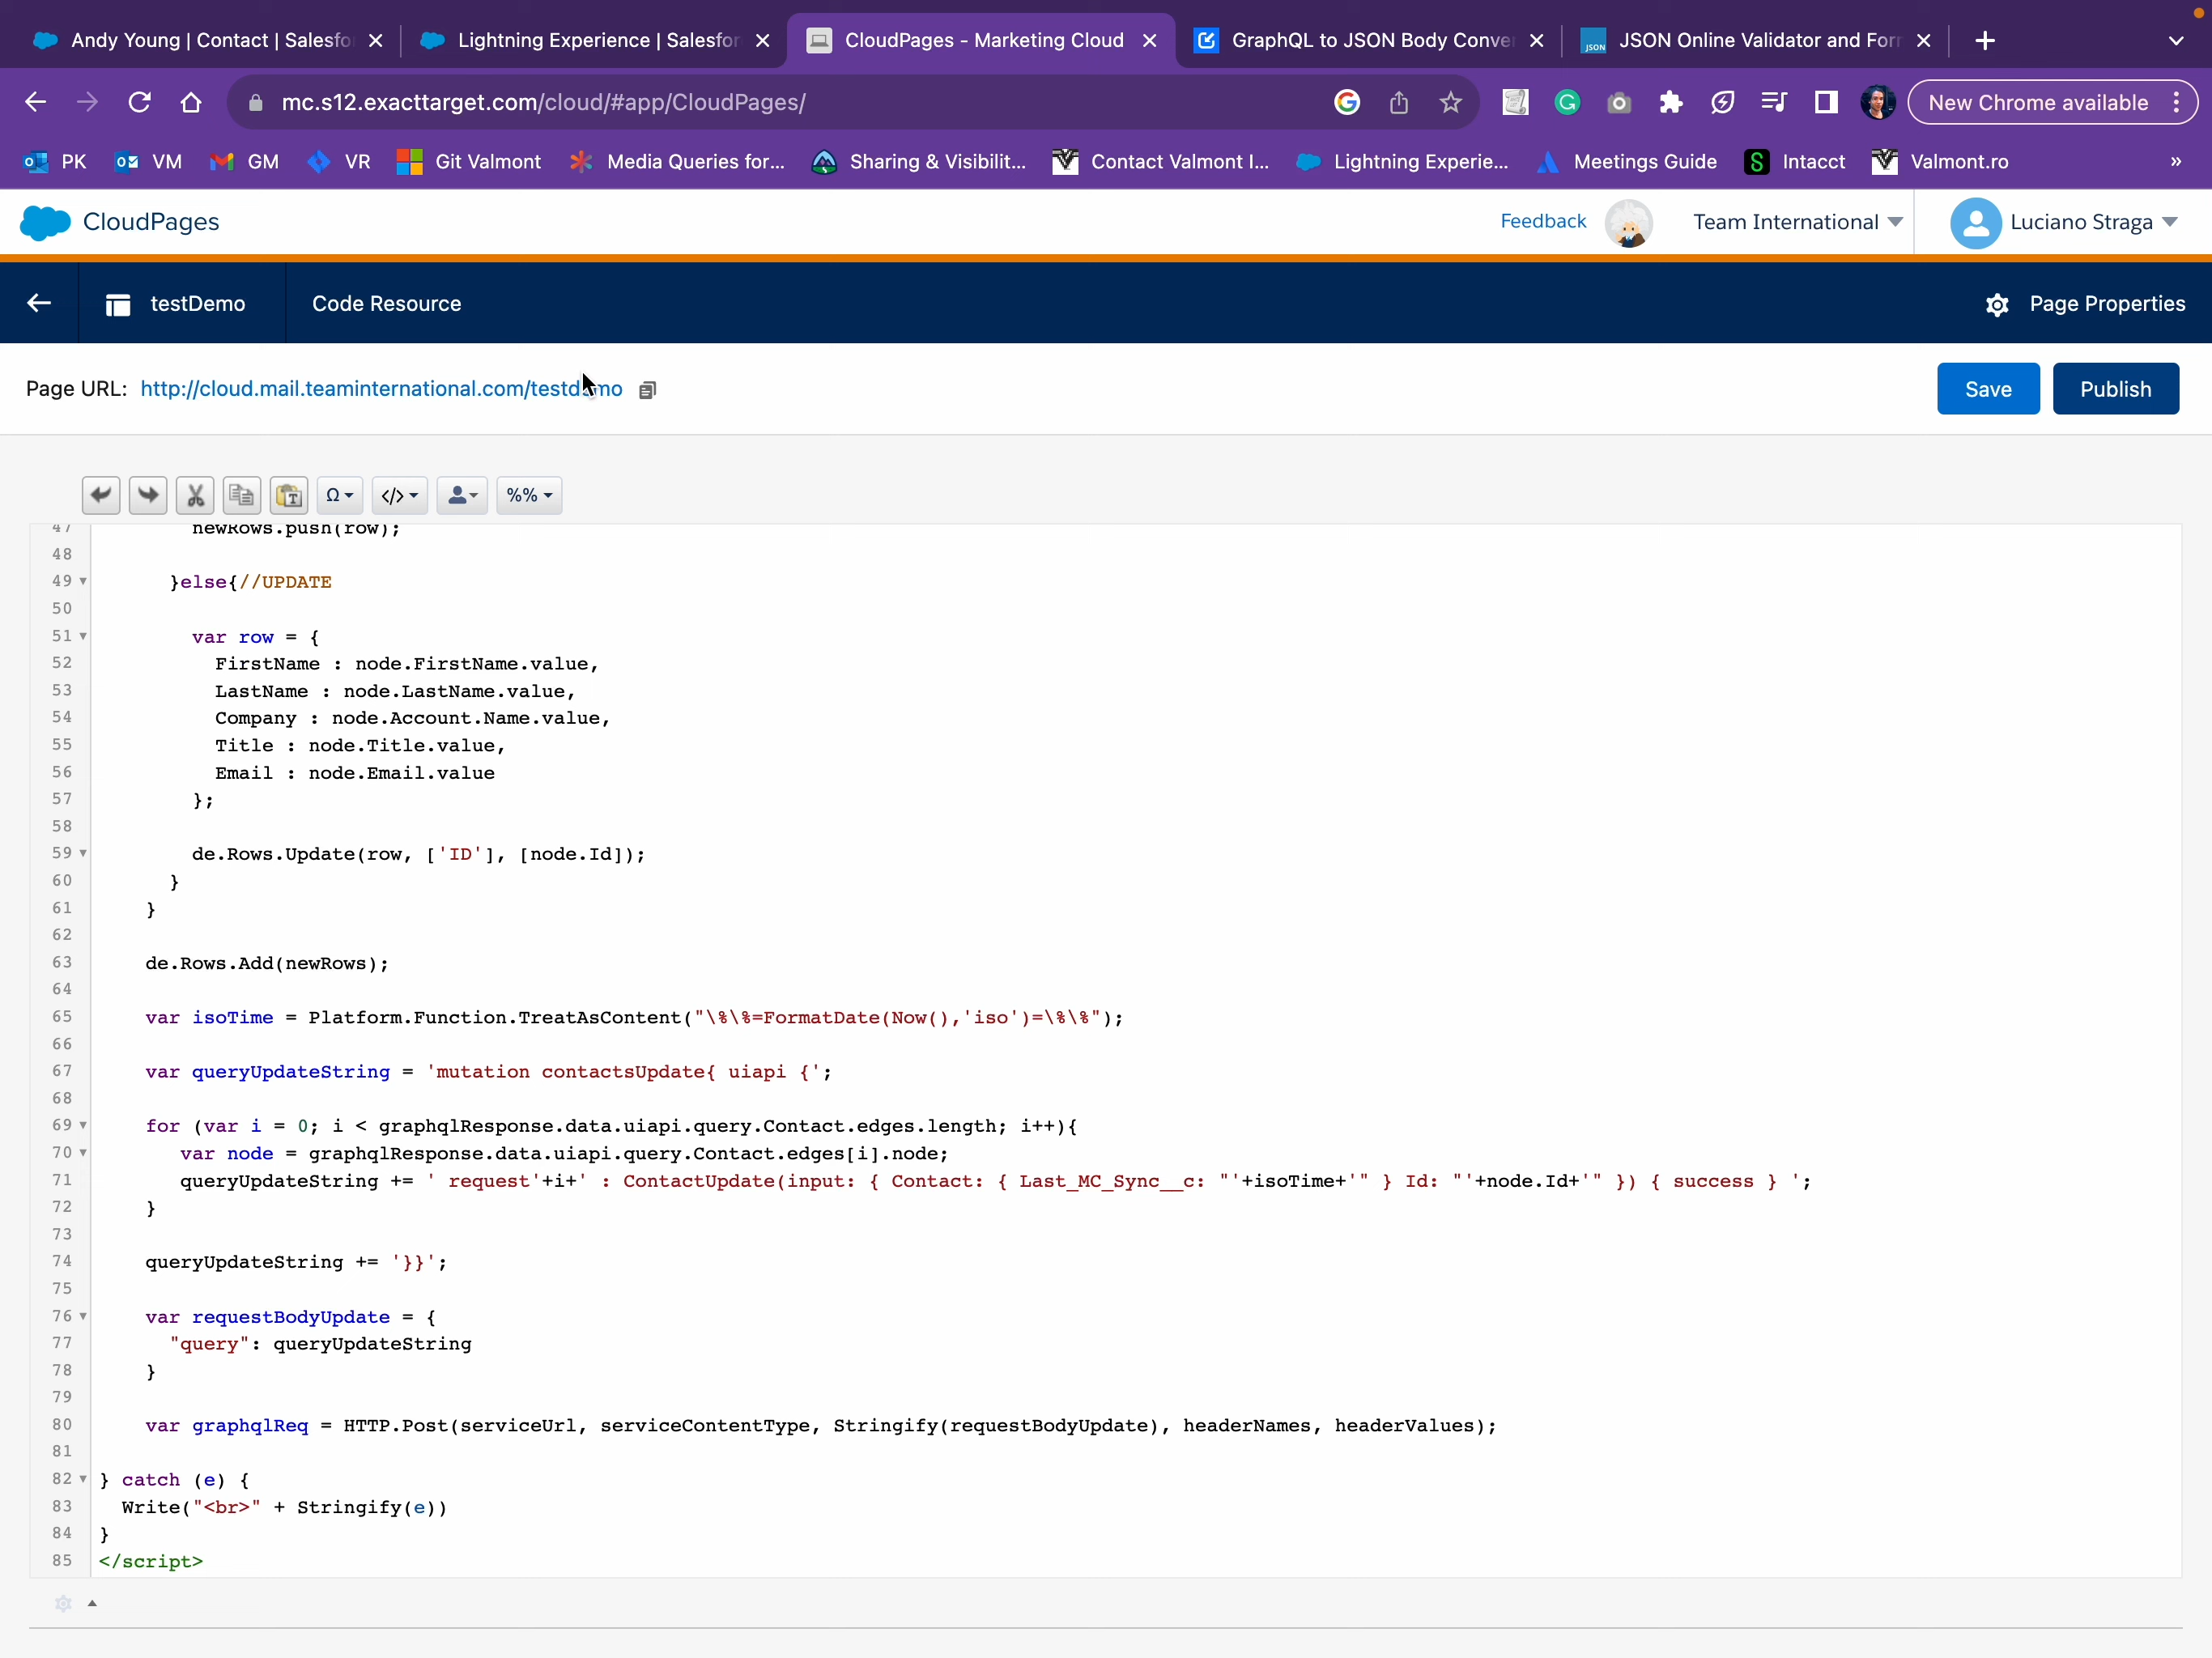 Andy Young | Contact | Salesfo
Lightning Experience | Salesfor
CloudPages - Marketing Cloud
GraphQL to JSON Body Conver
JSON Online Validator and Forr
mc.s12.exacttarget.com/cloud/#app/CloudPages/
New Chrome available
PK
VM
GM
VR
Git Valmont
Media Queries for...
Sharing & Visibilit...
Contact Valmont I...
Lightning Experie...
Meetings Guide
Intacct
Valmont.ro
»
CloudPages
Feedback
Team International
Luciano Straga
testDemo
Code Resource
Page Properties
Page URL: http://cloud.mail.teaminternational.com/testdemo
Save
Publish
Ω
</>
%%
47 newRows.push(row);
48
49 }else{//UPDATE
50
51 var row = {
52 FirstName : node.FirstName.value,
53 LastName : node.LastName.value,
54 Company : node.Account.Name.value,
55 Title : node.Title.value,
56 Email : node.Email.value
57 };
58
59 de.Rows.Update(row, ['ID'], [node.Id]);
60 }
61 }
62
63 de.Rows.Add(newRows);
64
65 var isoTime = Platform.Function.TreatAsContent("\%\%=FormatDate(Now(),'iso')=\%\%");
66
67 var queryUpdateString = 'mutation contactsUpdate{ uiapi {';
68
69 for (var i = 0; i < graphqlResponse.data.uiapi.query.Contact.edges.length; i++){
70 var node = graphqlResponse.data.uiapi.query.Contact.edges[i].node;
71 queryUpdateString += ' request'+i+' : ContactUpdate(input: { Contact: { Last_MC_Sync__c: "'+isoTime+'" } Id: "'+node.Id+'" }) { success } ';
72 }
73
74 queryUpdateString += '}}';
75
76 var requestBodyUpdate = {
77 "query": queryUpdateString
78 }
79
80 var graphqlReq = HTTP.Post(serviceUrl, serviceContentType, Stringify(requestBodyUpdate), headerNames, headerValues);
81
82 } catch (e) {
83 Write("<br>" + Stringify(e))
84 }
85 </script>